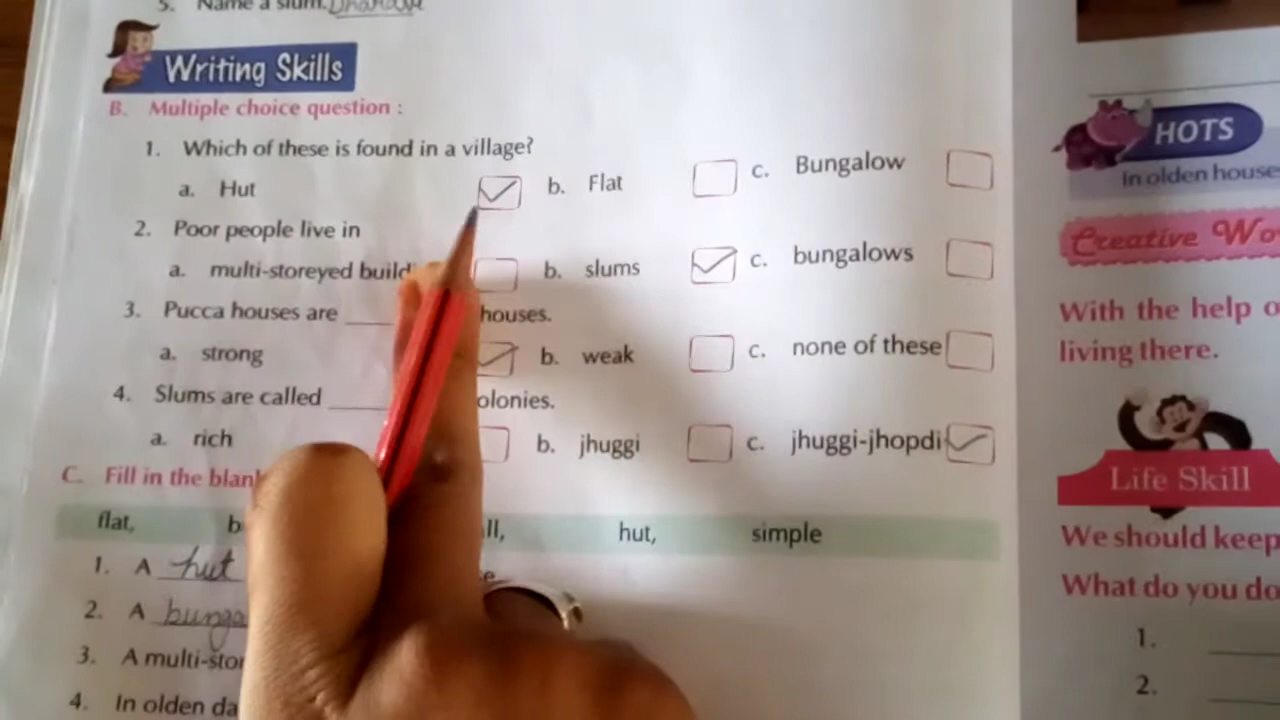 5. Name a slum. Dharavi
Writing Skills
B. Multiple choice question :
1. Which of these is found in a village?
a. Hut b. Flat c. Bungalow
2. Poor people live in
a. multi-storeyed build b. slums c. bungalows
3. Pucca houses are ____ houses.
a. strong b. weak c. none of these
4. Slums are called ____ olonies.
a. rich b. jhuggi c. jhuggi-jhopdi
C. Fill in the blan
flat, b ll, hut, simple
1. A hut
2. A bunga
3. A multi-stor
4. In olden da
HOTS
In olden house
Creative Wo
With the help o
living there.
Life Skill
We should keep
What do you do
1.
2.